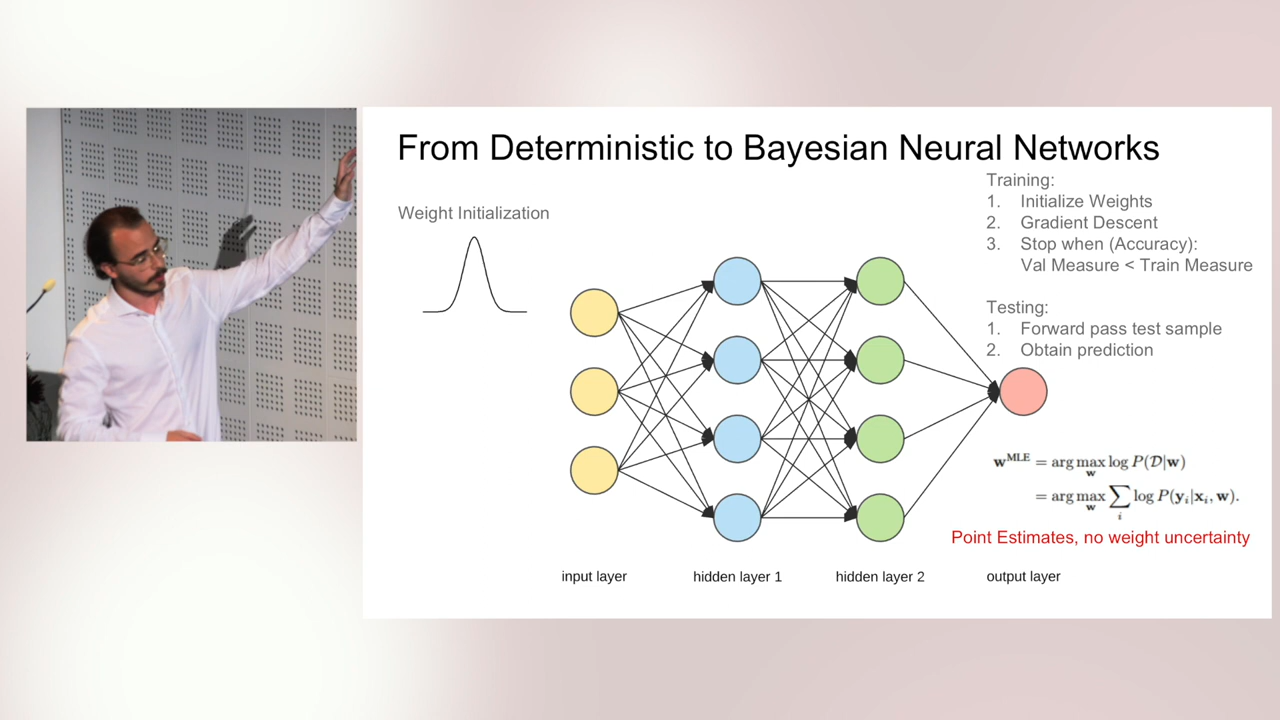 From Deterministic to Bayesian Neural Networks
Weight Initialization
Training:
1. Initialize Weights
2. Gradient Descent
3. Stop when (Accuracy):
Val Measure < Train Measure
Testing:
1. Forward pass test sample
2. Obtain prediction
w^MLE = arg max_w log P(D|w)
= arg max_w ∑_i log P(y_i|x_i, w).
Point Estimates, no weight uncertainty
input layer
hidden layer 1
hidden layer 2
output layer